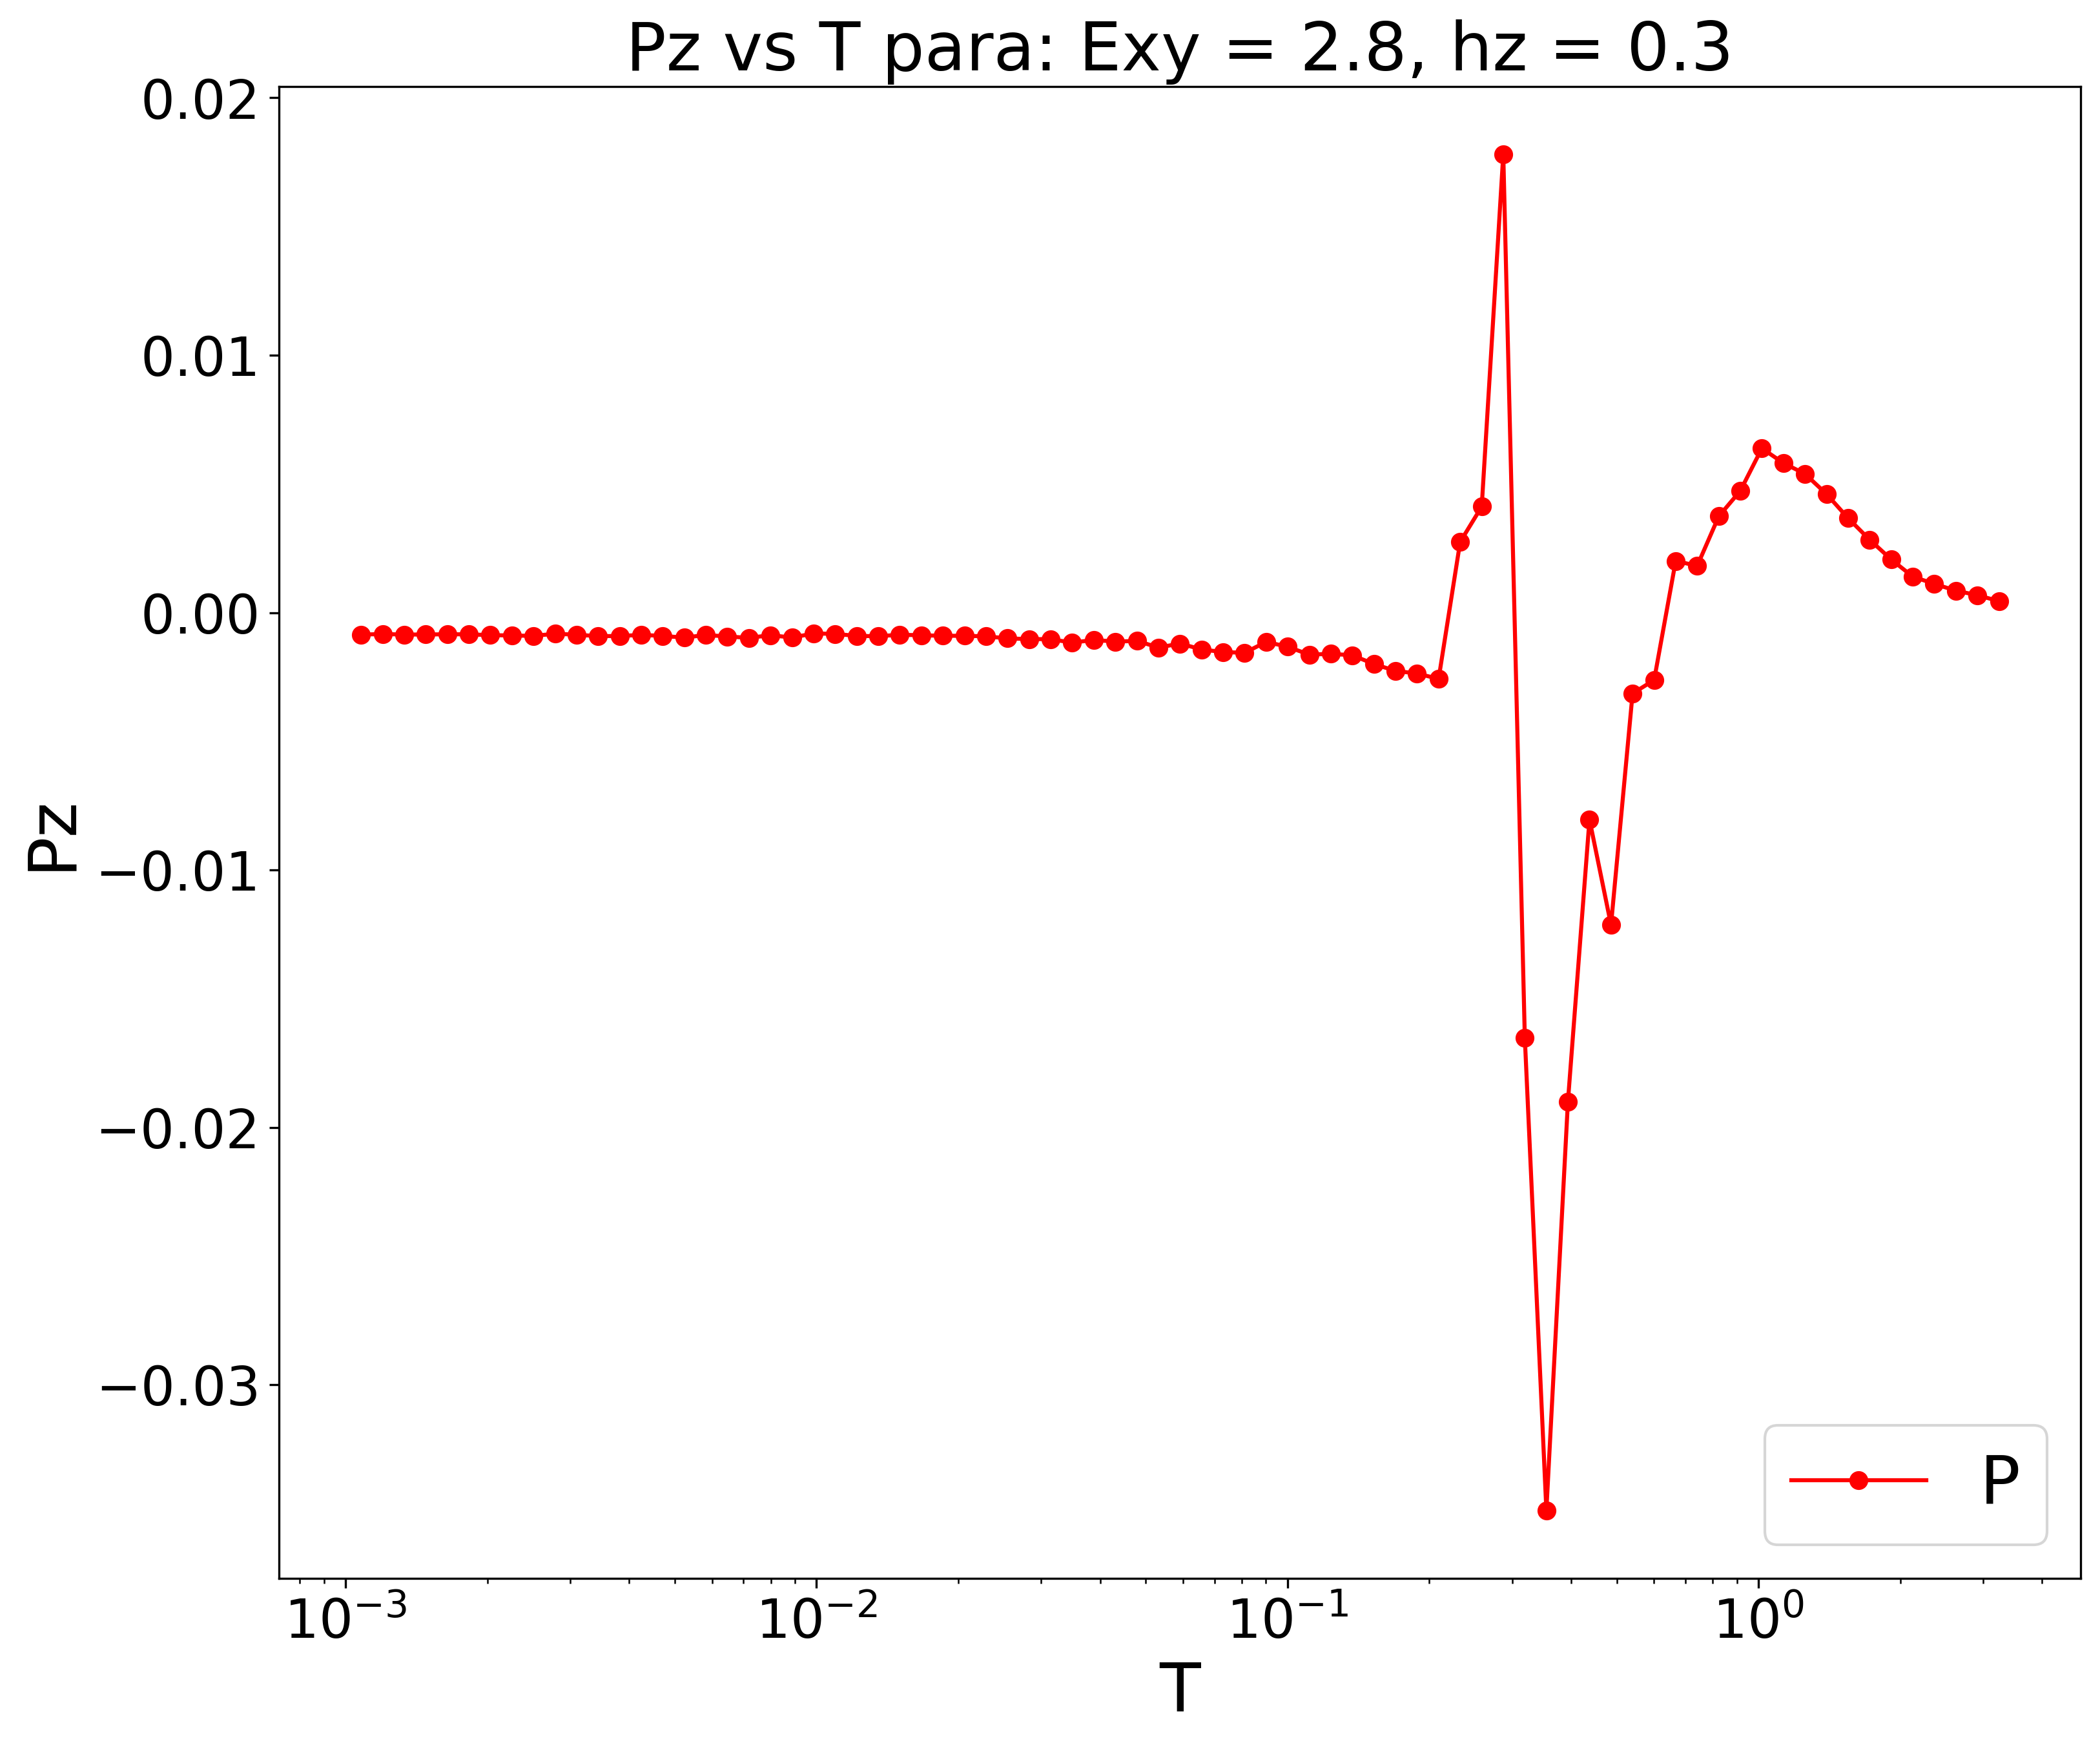 Pz vs T para: Exy = 2.8, hz = 0.3
0.02
0.01
0.00
−0.01
−0.02
−0.03
Pz
P
10⁻³ 10⁻² 10⁻¹ 10⁰
T